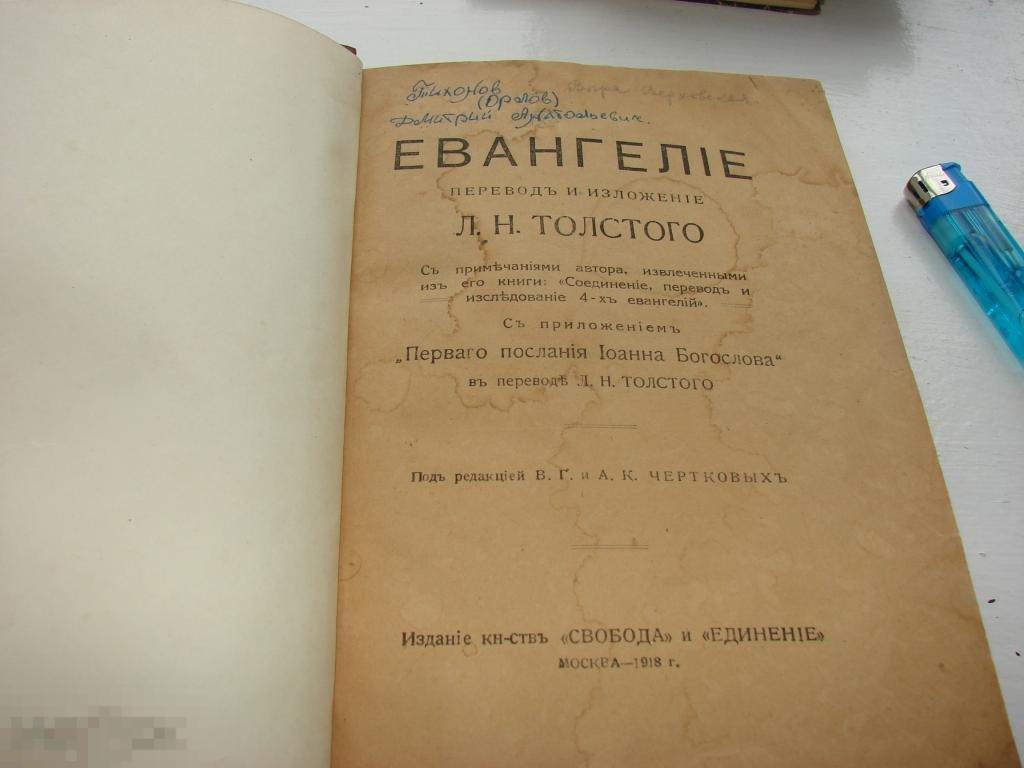 Тихонов
(Орлов)
Дмитрий Анатольевич.
ЕВАНГЕЛІЕ
ПЕРЕВОДЪ И ИЗЛОЖЕНІЕ
Л. Н. ТОЛСТОГО
Съ примѣчаніями автора, извлеченными
изъ его книги: «Соединеніе, переводъ и
изслѣдованіе 4-хъ евангелій».
Съ приложеніемъ
„Перваго посланія Іоанна Богослова“
въ переводѣ Л. Н. ТОЛСТОГО
Подъ редакціей В. Г. и А. К. ЧЕРТКОВЫХЪ
Изданіе кн-ствъ «СВОБОДА» и «ЕДИНЕНІЕ»
МОСКВА—1918 г.